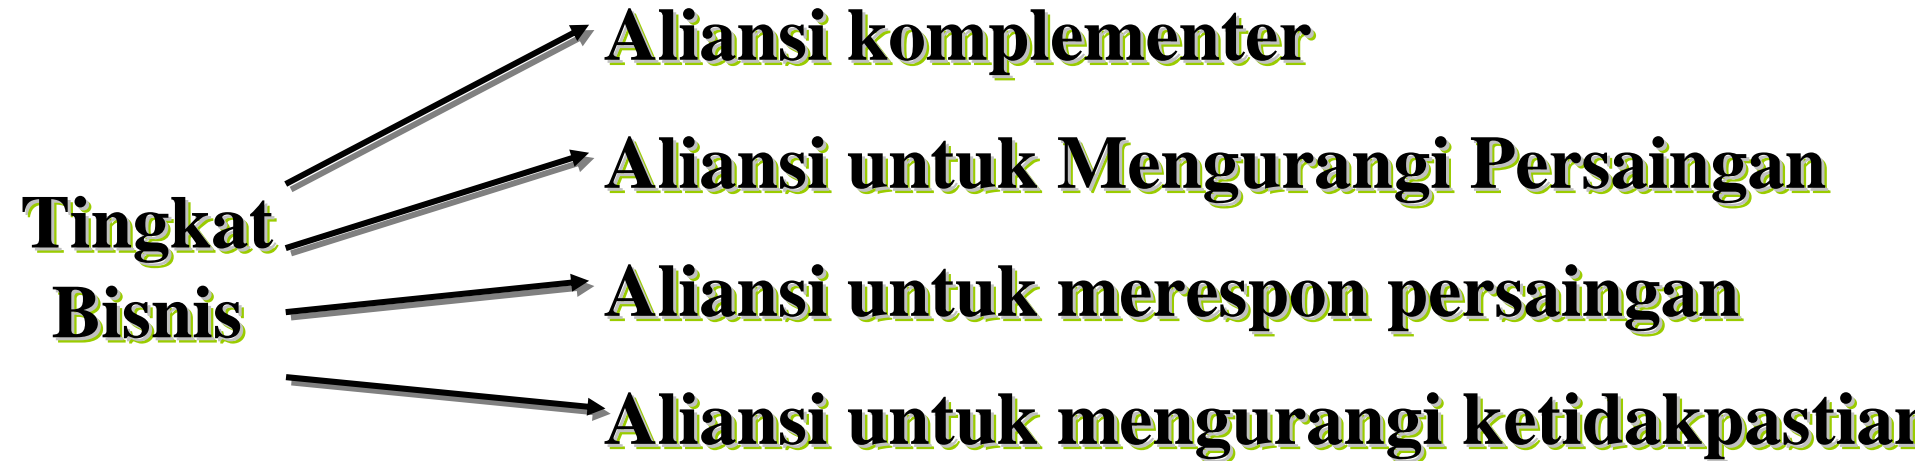 Aliansi komplementer
Aliansi untuk Mengurangi Persaingan
Tingkat
Bisnis
Aliansi untuk merespon persaingan
Aliansi untuk mengurangi ketidakpastian